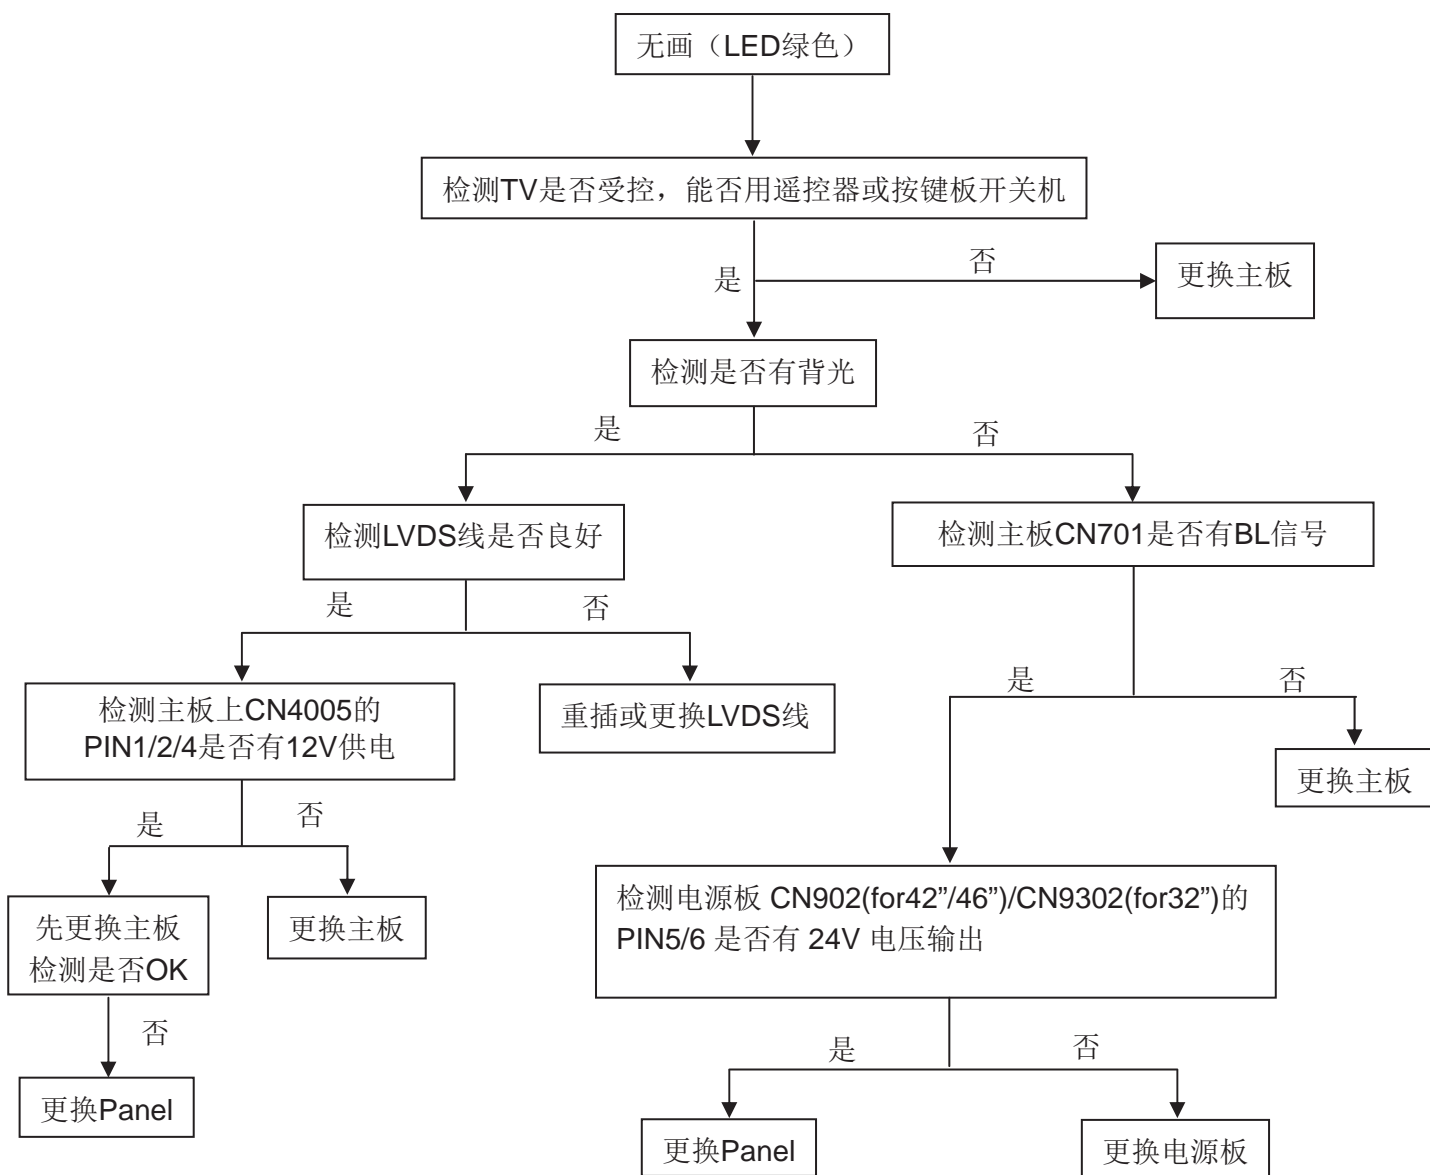 无画（LED绿色）
检测TV是否受控，能否用遥控器或按键板开关机
是
否
更换主板
检测是否有背光
是
否
检测LVDS线是否良好
检测主板CN701是否有BL信号
是
否
是
否
检测主板上CN4005的
PIN1/2/4是否有12V供电
重插或更换LVDS线
更换主板
是
否
先更换主板
检测是否OK
更换主板
检测电源板 CN902(for42”/46”)/CN9302(for32”)的
PIN5/6 是否有 24V 电压输出
否
是
否
更换Panel
更换Panel
更换电源板